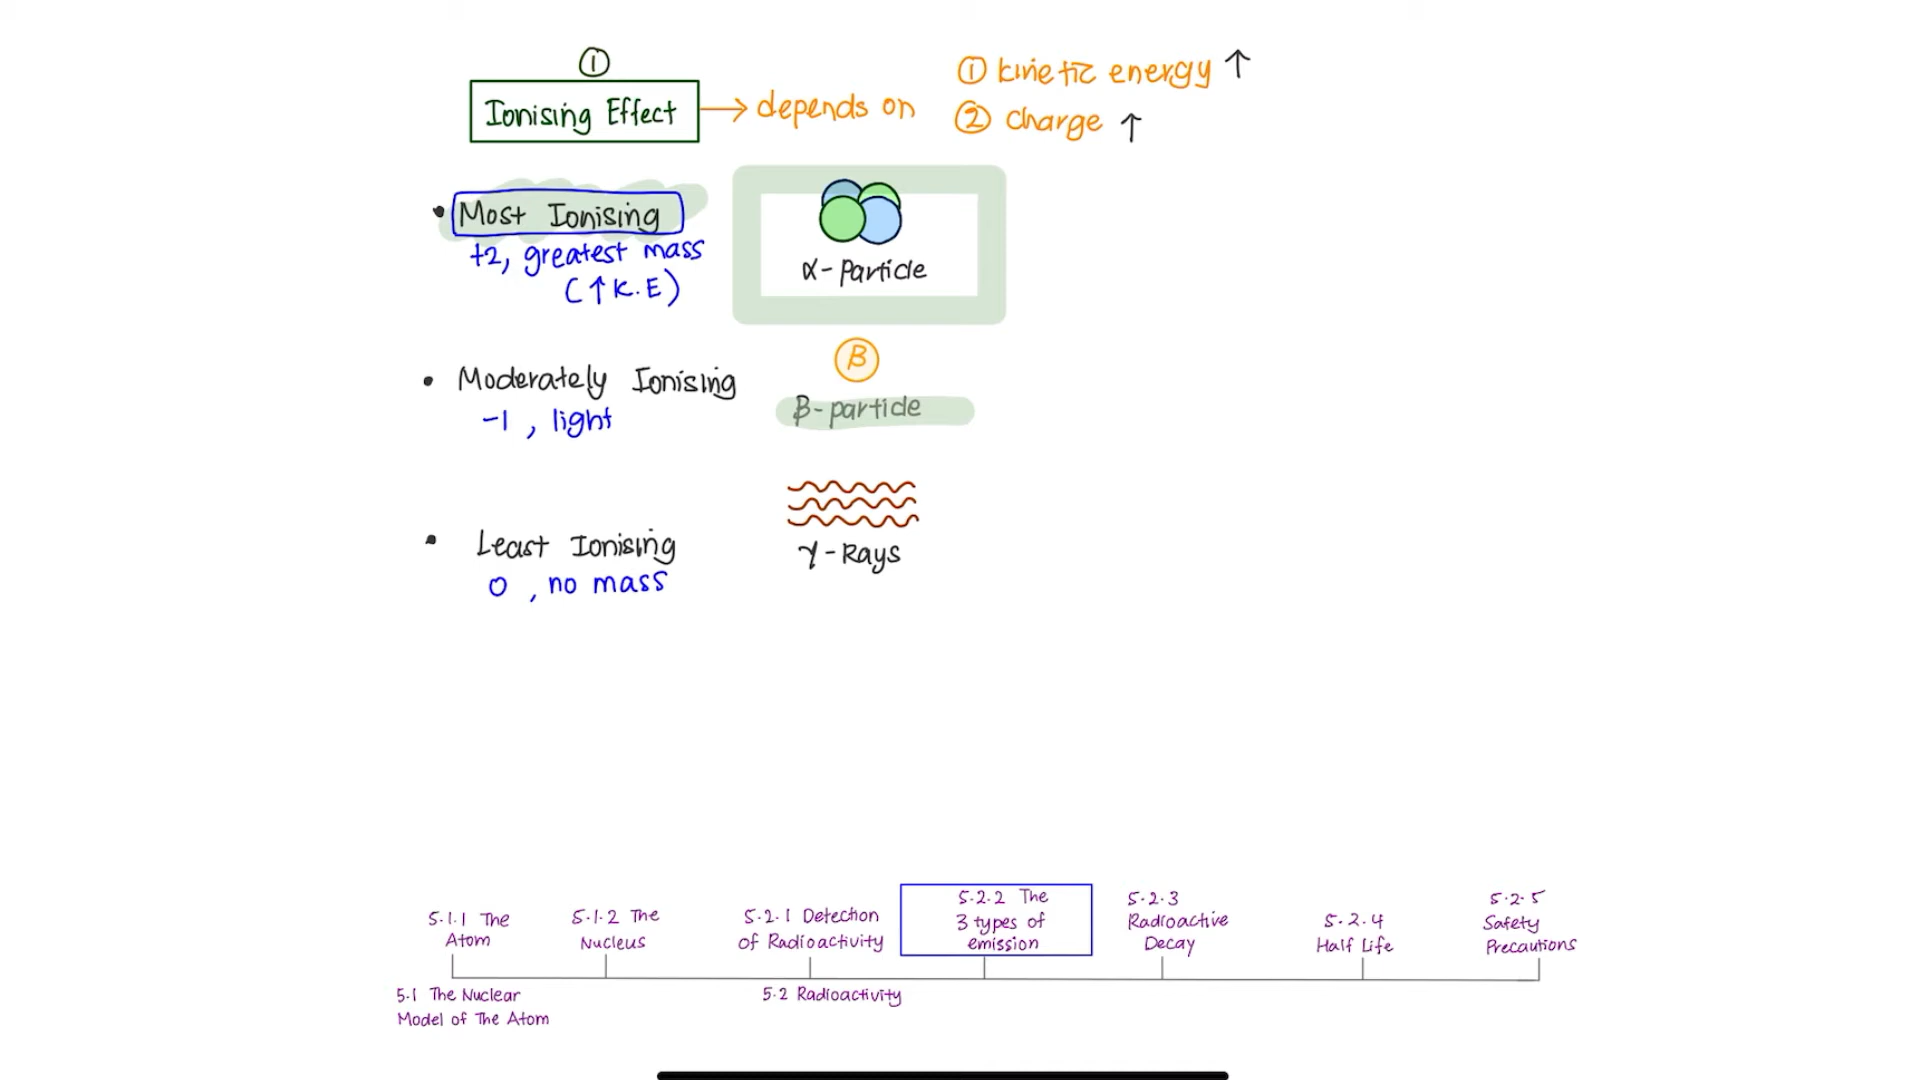 ①
Ionising Effect → depends on
① kinetic energy ↑
② charge ↑
• Most Ionising
+2, greatest mass
(↑K.E)
α-Particle
β
• Moderately Ionising
-1, light
β-particle
• Least Ionising
0, no mass
γ-Rays
5.1.1 The
Atom
5.1.2 The
Nucleus
5.2.1 Detection
of Radioactivity
5.2.2 The
3 types of
emission
5.2.3
Radioactive
Decay
5.2.4
Half Life
5.2.5
Safety
Precautions
5.1 The Nuclear
Model of The Atom
5.2 Radioactivity